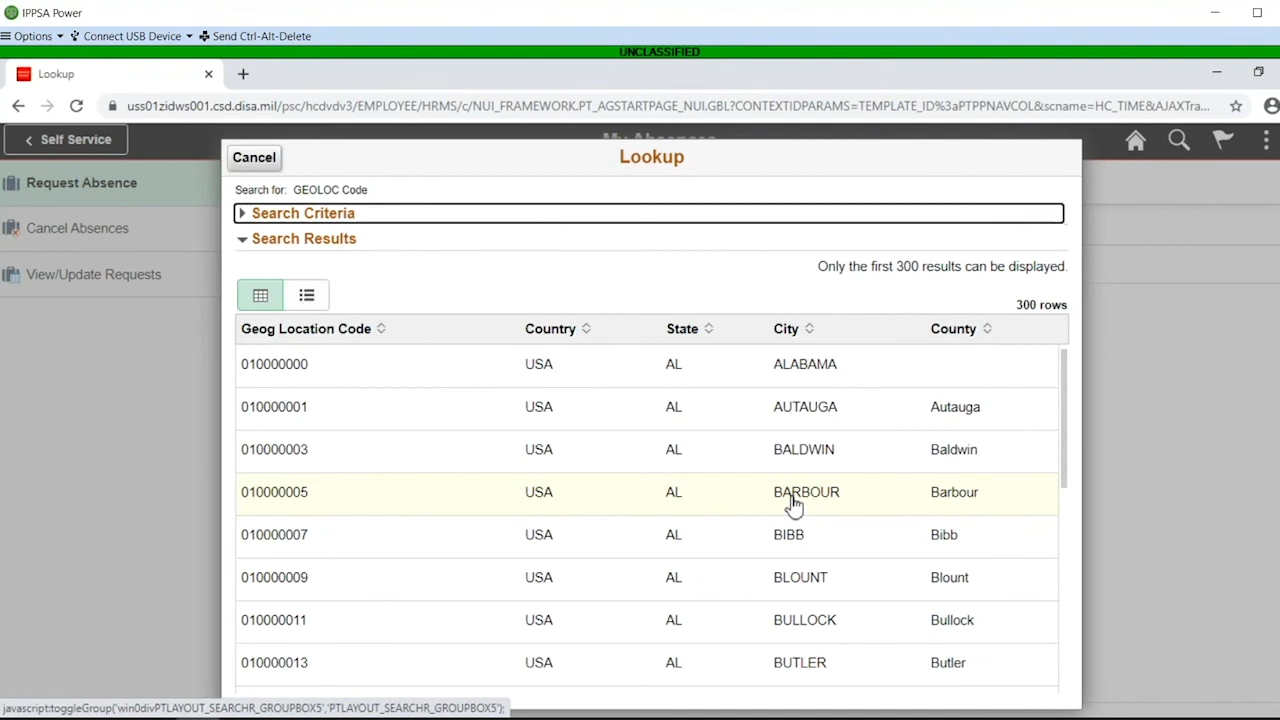 IPPSA Power
Options Connect USB Device Send Ctrl-Alt-Delete
UNCLASSIFIED
Lookup
uss01zidws001.csd.disa.mil/psc/hcdvdv3/EMPLOYEE/HRMS/c/NUI_FRAMEWORK.PT_AGSTARTPAGE_NUI.GBL?CONTEXTIDPARAMS=TEMPLATE_ID%3aPTPPNAVCOL&scname=HC_TIME&AJAXTra...
Self Service
My Absences
Request Absence
Cancel Absences
View/Update Requests
Cancel
Lookup
Search for: GEOLOC Code
Search Criteria
Search Results
Only the first 300 results can be displayed.
300 rows
Geog Location Code Country State City County
010000000 USA AL ALABAMA
010000001 USA AL AUTAUGA Autauga
010000003 USA AL BALDWIN Baldwin
010000005 USA AL BARBOUR Barbour
010000007 USA AL BIBB Bibb
010000009 USA AL BLOUNT Blount
010000011 USA AL BULLOCK Bullock
010000013 USA AL BUTLER Butler
javascript:toggleGroup('win0divPTLAYOUT_SEARCHR_GROUPBOX5','PTLAYOUT_SEARCHR_GROUPBOX5');